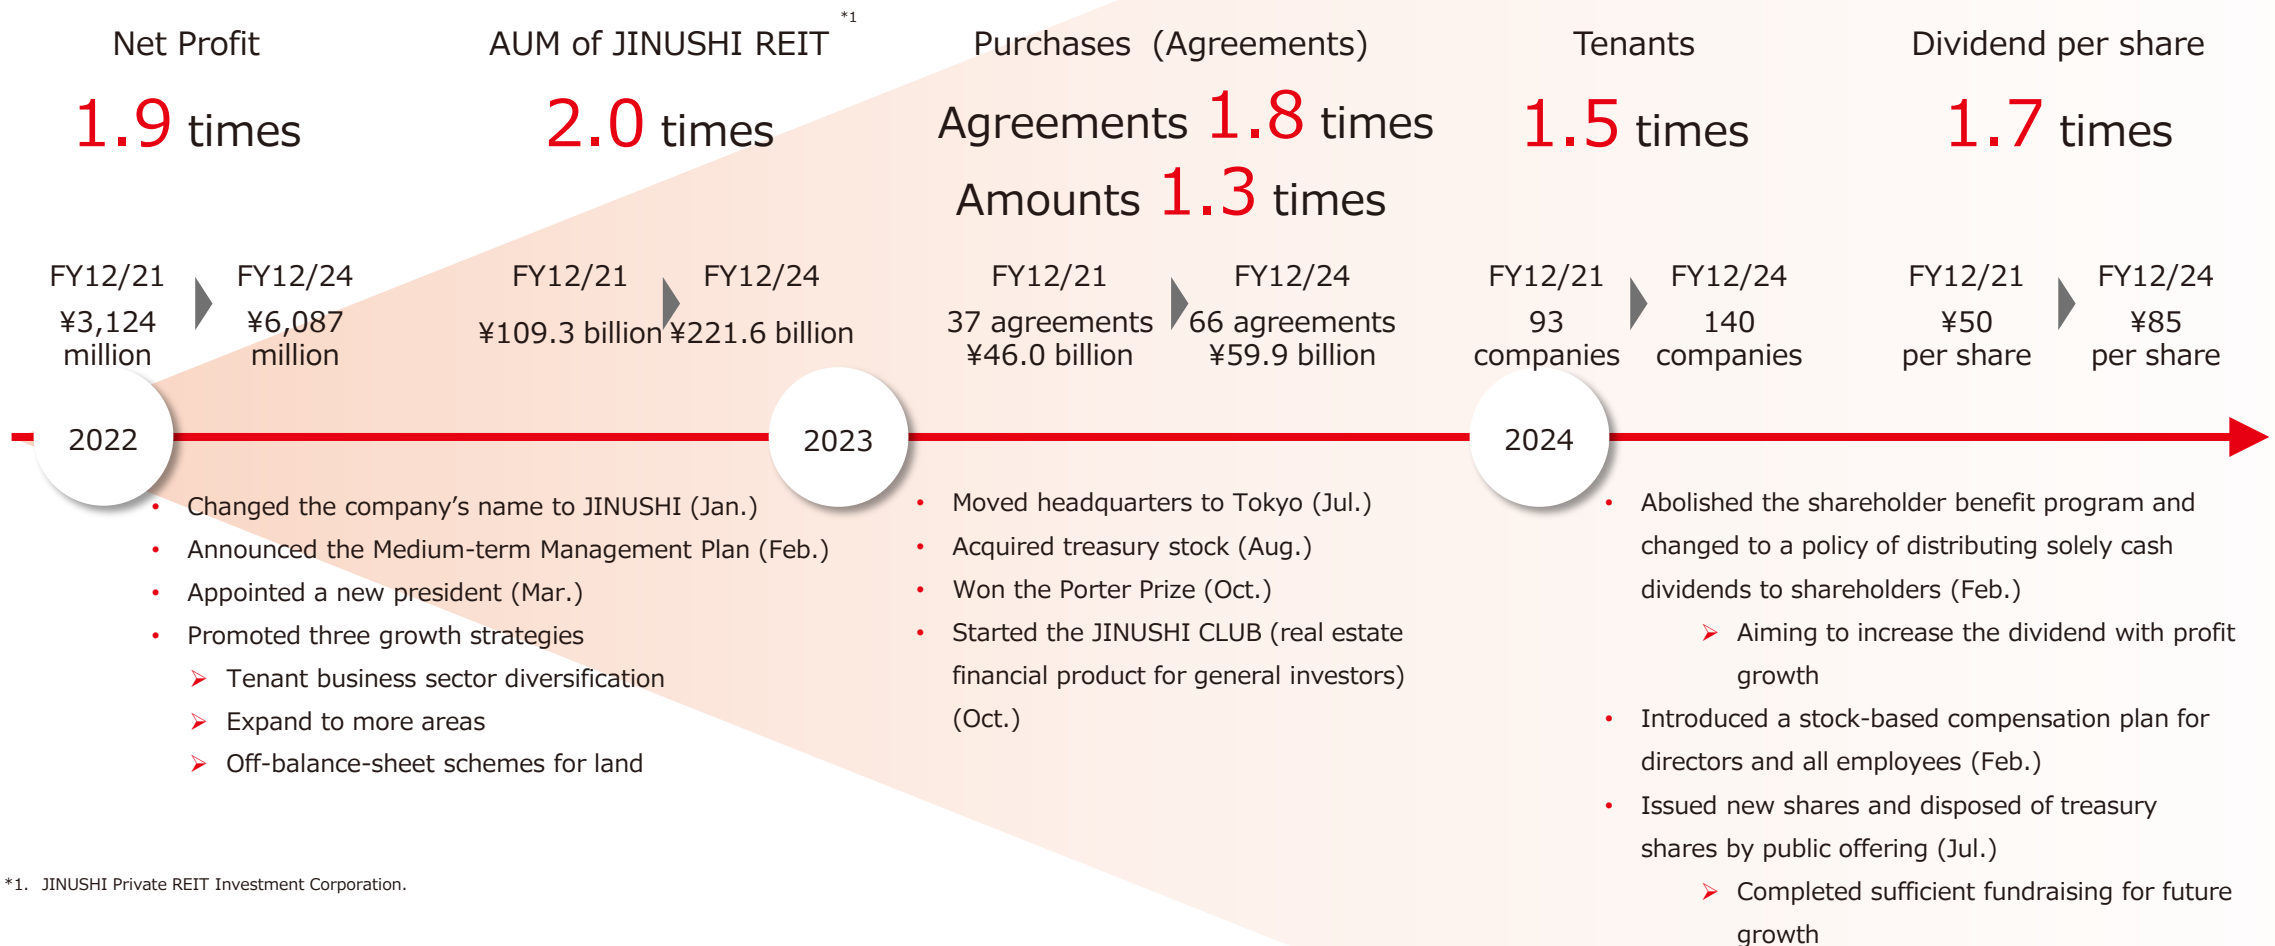 *1
Net Profit
1.9 times
FY12/21
¥3,124
million
FY12/24
¥6,087
million
AUM of JINUSHI REIT
2.0 times
FY12/21
¥109.3 billion
FY12/24
¥221.6 billion
Purchases (Agreements)
Agreements 1.8 times
Amounts 1.3 times
FY12/21
37 agreements
¥46.0 billion
FY12/24
66 agreements
¥59.9 billion
Tenants
1.5 times
FY12/21
93
companies
FY12/24
140
companies
Dividend per share
1.7 times
FY12/21
¥50
per share
FY12/24
¥85
per share
2022
• Changed the company’s name to JINUSHI (Jan.)
• Announced the Medium-term Management Plan (Feb.)
• Appointed a new president (Mar.)
• Promoted three growth strategies
➢ Tenant business sector diversification
➢ Expand to more areas
➢ Off-balance-sheet schemes for land
2023
• Moved headquarters to Tokyo (Jul.)
• Acquired treasury stock (Aug.)
• Won the Porter Prize (Oct.)
• Started the JINUSHI CLUB (real estate
financial product for general investors)
(Oct.)
2024
• Abolished the shareholder benefit program and
changed to a policy of distributing solely cash
dividends to shareholders (Feb.)
➢ Aiming to increase the dividend with profit
growth
• Introduced a stock-based compensation plan for
directors and all employees (Feb.)
• Issued new shares and disposed of treasury
shares by public offering (Jul.)
➢ Completed sufficient fundraising for future
growth
*1. JINUSHI Private REIT Investment Corporation.